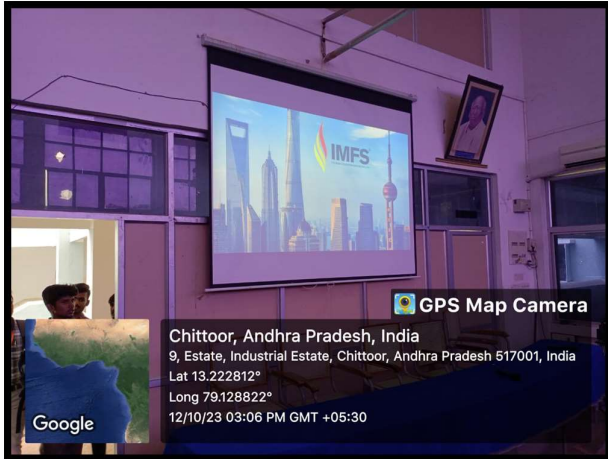 IMFS
GPS Map Camera
Chittoor, Andhra Pradesh, India
9, Estate, Industrial Estate, Chittoor, Andhra Pradesh 517001, India
Lat 13.222812°
Long 79.128822°
12/10/23 03:06 PM GMT +05:30
Google